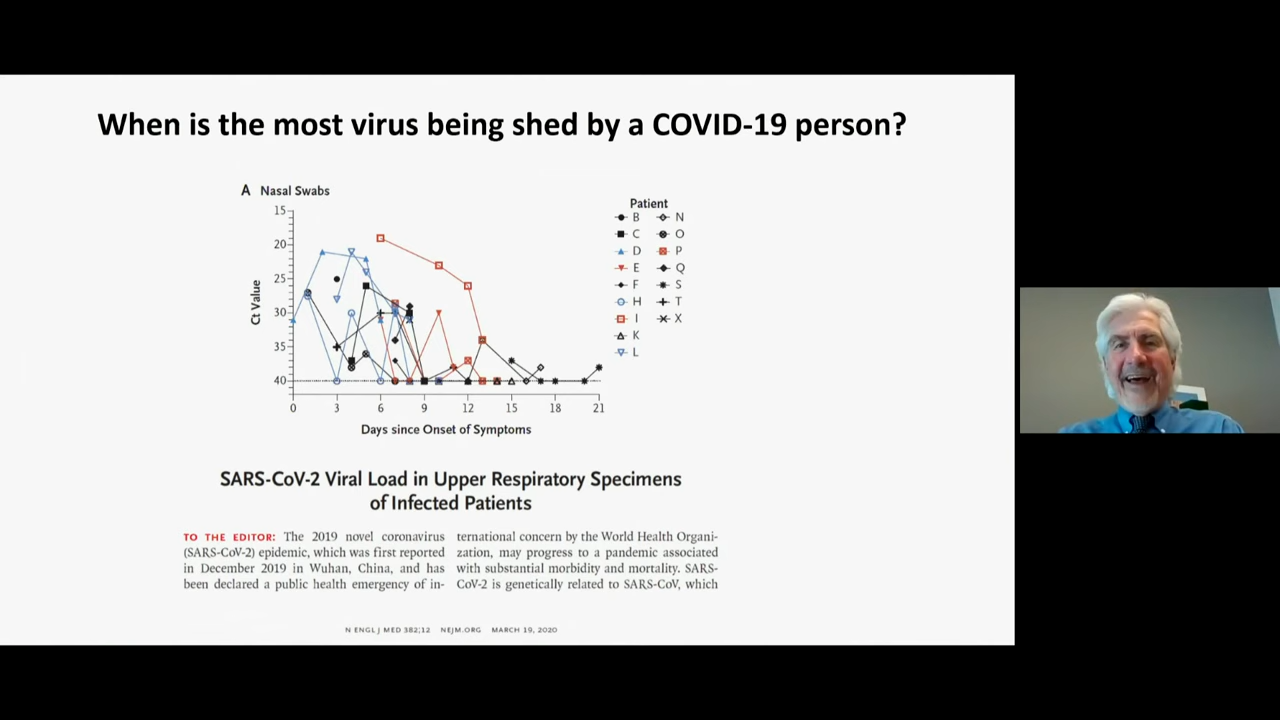 When is the most virus being shed by a COVID-19 person?
A Nasal Swabs
Ct Value
15
20
25
30
35
40
0 3 6 9 12 15 18 21
Days since Onset of Symptoms
Patient
B N
C O
D P
E Q
F S
H T
I X
K
L
SARS-CoV-2 Viral Load in Upper Respiratory Specimens
of Infected Patients
TO THE EDITOR: The 2019 novel coronavirus
(SARS-CoV-2) epidemic, which was first reported
in December 2019 in Wuhan, China, and has
been declared a public health emergency of in-
ternational concern by the World Health Organi-
zation, may progress to a pandemic associated
with substantial morbidity and mortality. SARS-
CoV-2 is genetically related to SARS-CoV, which
N ENGL J MED 382;12 NEJM.ORG MARCH 19, 2020